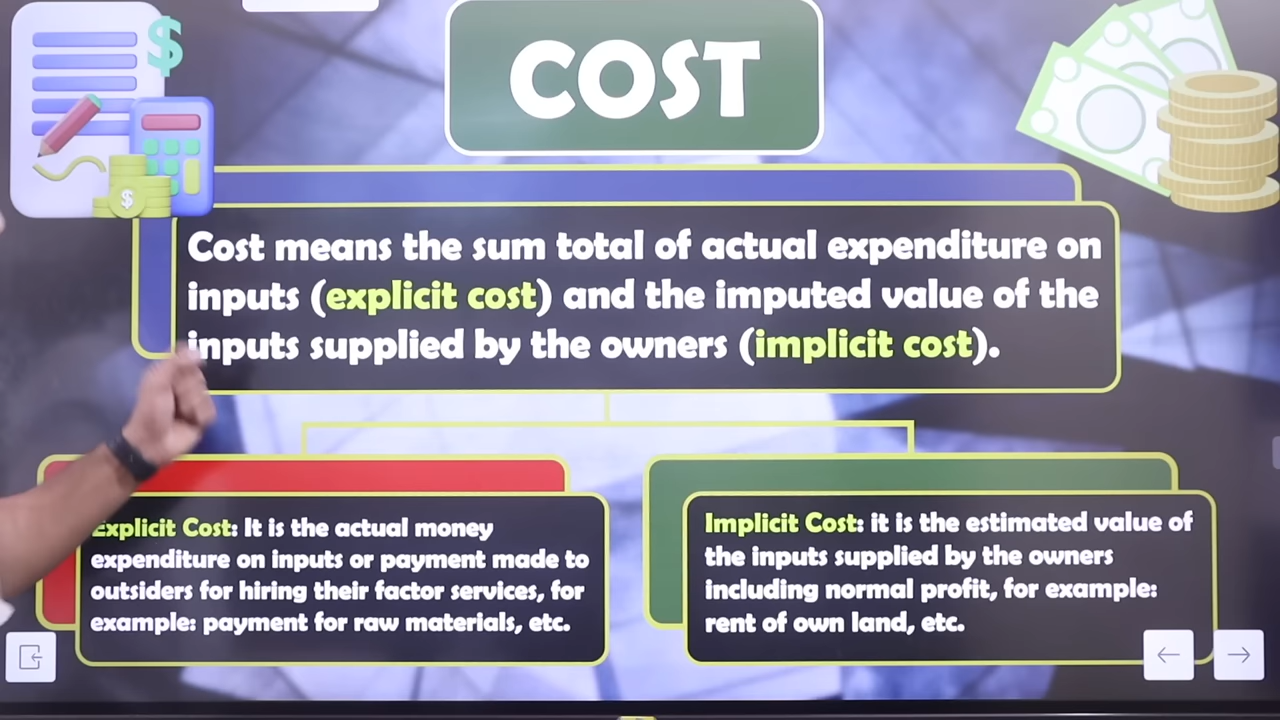 COST
Cost means the sum total of actual expenditure on
inputs (explicit cost) and the imputed value of the
inputs supplied by the owners (implicit cost).
Explicit Cost: It is the actual money
expenditure on inputs or payment made to
outsiders for hiring their factor services, for
example: payment for raw materials, etc.
Implicit Cost: it is the estimated value of
the inputs supplied by the owners
including normal profit, for example:
rent of own land, etc.